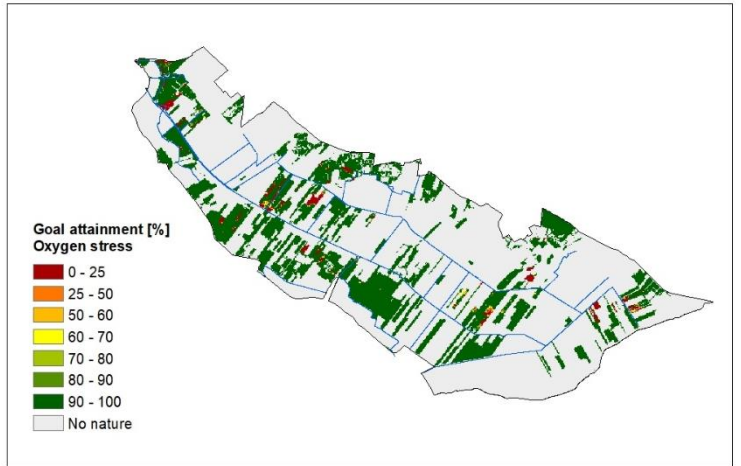 Goal attainment [%]
Oxygen stress
0 - 25
25 - 50
50 - 60
60 - 70
70 - 80
80 - 90
90 - 100
No nature